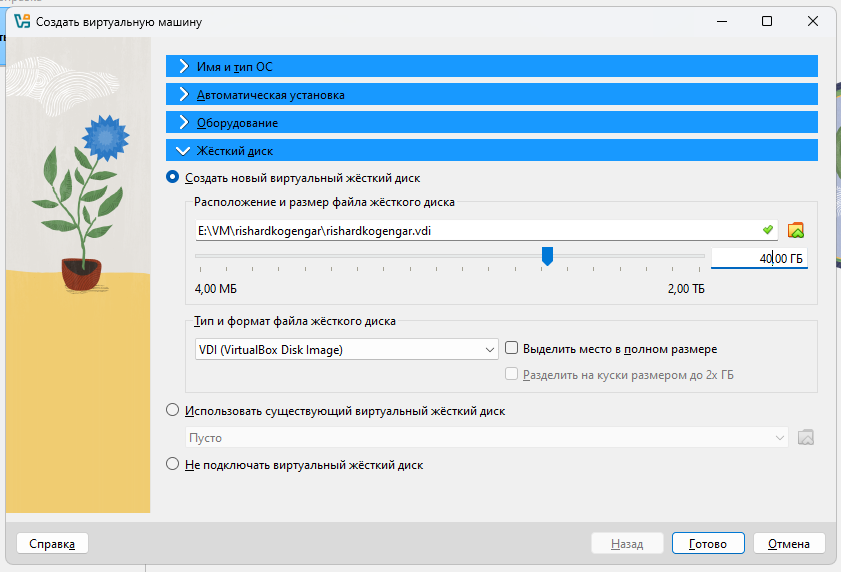 Создать виртуальную машину
Имя и тип ОС
Автоматическая установка
Оборудование
Жёсткий диск
Создать новый виртуальный жёсткий диск
Расположение и размер файла жёсткого диска
E:\VM\rishardkogengar\rishardkogengar.vdi
40,00 ГБ
4,00 МБ
2,00 ТБ
Тип и формат файла жёсткого диска
VDI (VirtualBox Disk Image)
Выделить место в полном размере
Разделить на куски размером до 2х ГБ
Использовать существующий виртуальный жёсткий диск
Пусто
Не подключать виртуальный жёсткий диск
Справка
Назад
Готово
Отмена